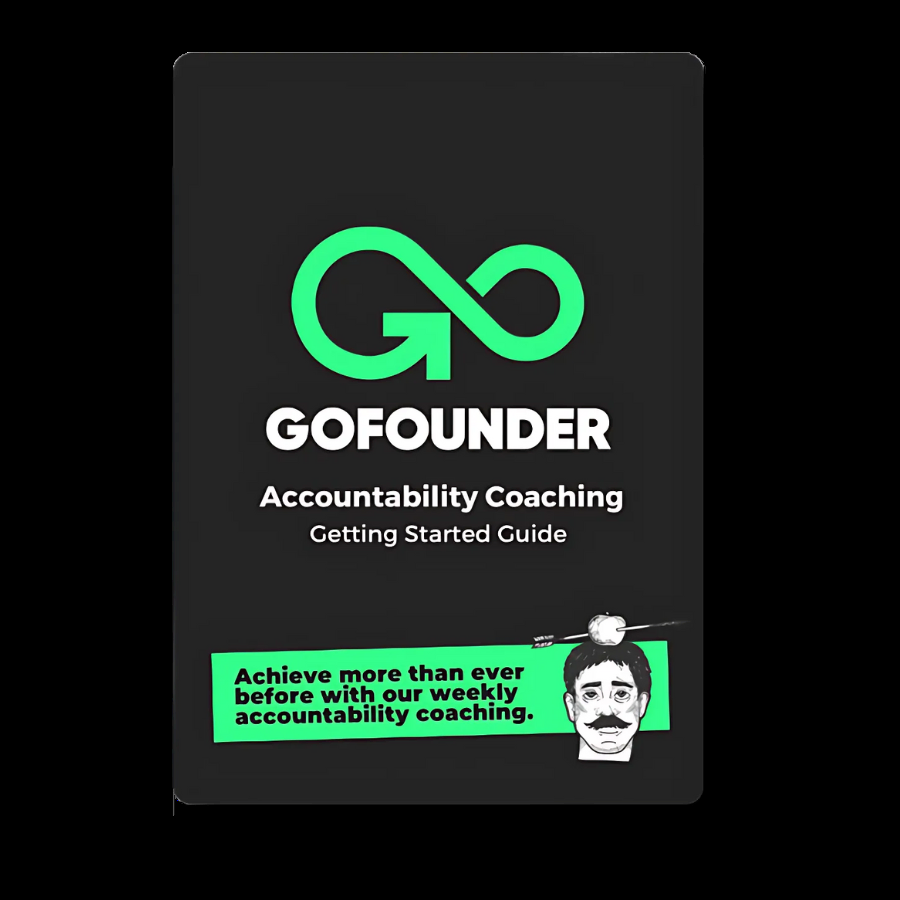 GOFOUNDER
Accountability Coaching
Getting Started Guide
Achieve more than ever
before with our weekly
accountability coaching.